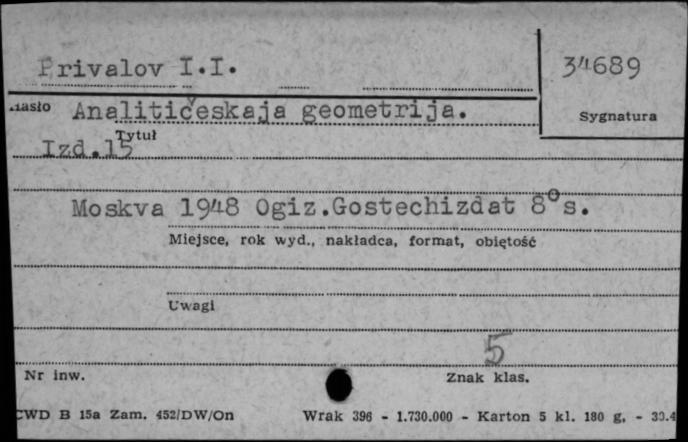 Privalov I.I.
34689
Hasło Analitičeskaja geometrija.
Sygnatura
Tytuł
Izd.15
Moskva 1948 Ogiz.Gostechizdat 8⁰s.
Miejsce, rok wyd., nakładca, format, objętość
Uwagi
5
Nr inw.
Znak klas.
CWD B 15a Zam. 452/DW/On Wrak 396 - 1.730.000 - Karton 5 kl. 180 g, - 30.4